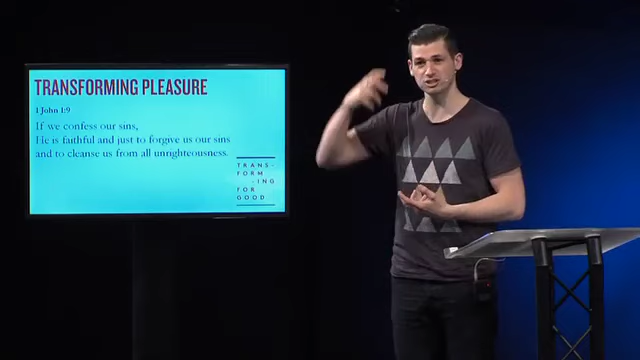 TRANSFORMING PLEASURE
1 John 1:9
If we confess our sins,
He is faithful and just to forgive us our sins
and to cleanse us from all unrighteousness.
TRANS-
FORM
-ING
FOR
GOOD